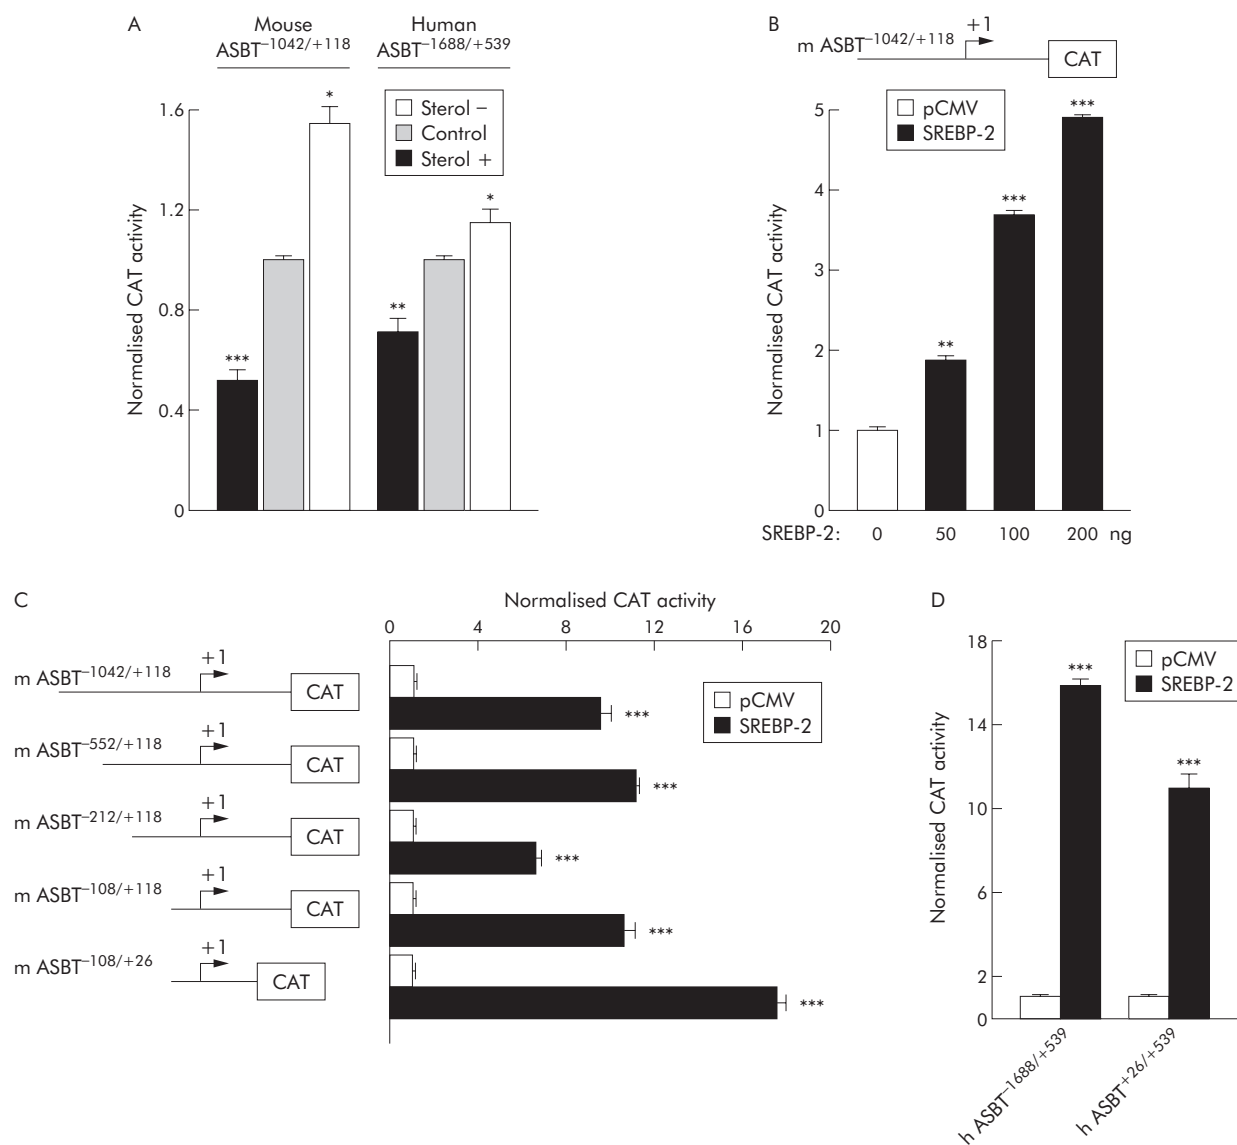 A
Mouse
ASBT−1042/+118
Human
ASBT−1688/+539
Sterol −
Control
Sterol +
Normalised CAT activity
1.6
1.2
0.8
0.4
0
***
*
**
*
B
m ASBT−1042/+118
+1
CAT
pCMV
SREBP-2
Normalised CAT activity
5
4
3
2
1
0
**
***
***
SREBP-2: 0 50 100 200 ng
C
Normalised CAT activity
0 4 8 12 16 20
m ASBT−1042/+118
+1
CAT
***
m ASBT−552/+118
+1
CAT
***
m ASBT−212/+118
+1
CAT
***
m ASBT−108/+118
+1
CAT
***
m ASBT−108/+26
+1
CAT
***
pCMV
SREBP-2
D
Normalised CAT activity
18
14
10
6
2
0
pCMV
SREBP-2
***
***
h ASBT−1688/+539
h ASBT+26/+539